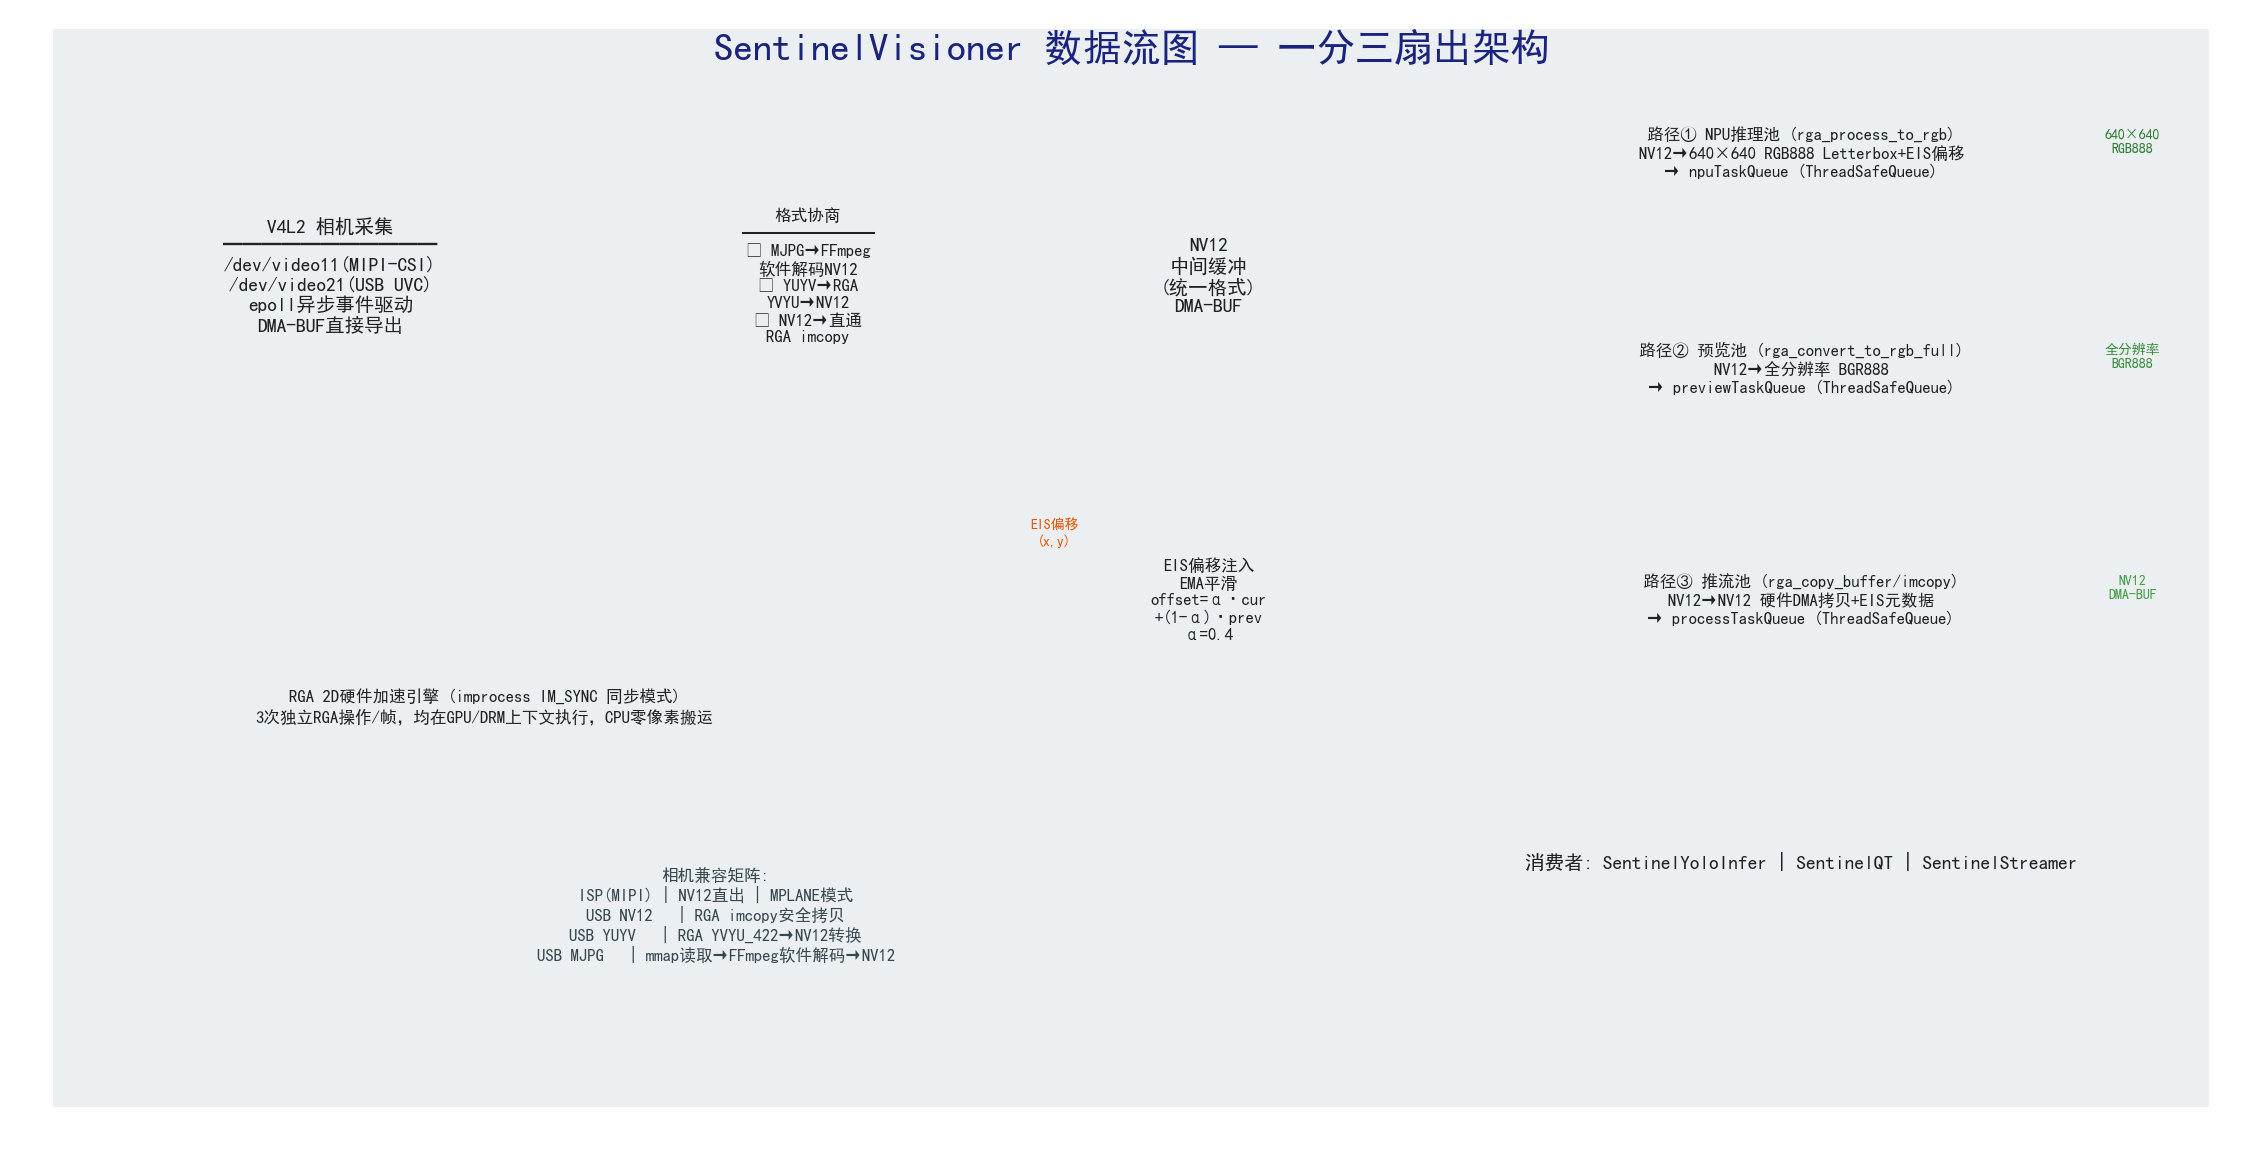 SentinelVisioner 数据流图 — 一分三扇出架构
V4L2 相机采集
/dev/video11(MIPI-CSI)
/dev/video21(USB UVC)
epoll异步事件驱动
DMA-BUF直接导出
格式协商
□ MJPG→FFmpeg
软件解码NV12
□ YUYV→RGA
YVYU→NV12
□ NV12→直通
RGA imcopy
NV12
中间缓冲
(统一格式)
DMA-BUF
路径① NPU推理池 (rga_process_to_rgb)
NV12→640×640 RGB888 Letterbox+EIS偏移
→ npuTaskQueue (ThreadSafeQueue)
640×640
RGB888
路径② 预览池 (rga_convert_to_rgb_full)
NV12→全分辨率 BGR888
→ previewTaskQueue (ThreadSafeQueue)
全分辨率
BGR888
EIS偏移
(x,y)
EIS偏移注入
EMA平滑
offset=α·cur
+(1-α)·prev
α=0.4
路径③ 推流池 (rga_copy_buffer/imcopy)
NV12→NV12 硬件DMA拷贝+EIS元数据
→ processTaskQueue (ThreadSafeQueue)
NV12
DMA-BUF
RGA 2D硬件加速引擎 (improcess IM_SYNC 同步模式)
3次独立RGA操作/帧, 均在GPU/DRM上下文执行, CPU零像素搬运
消费者: SentinelYoloInfer | SentinelQT | SentinelStreamer
相机兼容矩阵:
ISP(MIPI) | NV12直出 | MPLANE模式
USB NV12 | RGA imcopy安全拷贝
USB YUYV | RGA YVYU_422→NV12转换
USB MJPG | mmap读取→FFmpeg软件解码→NV12